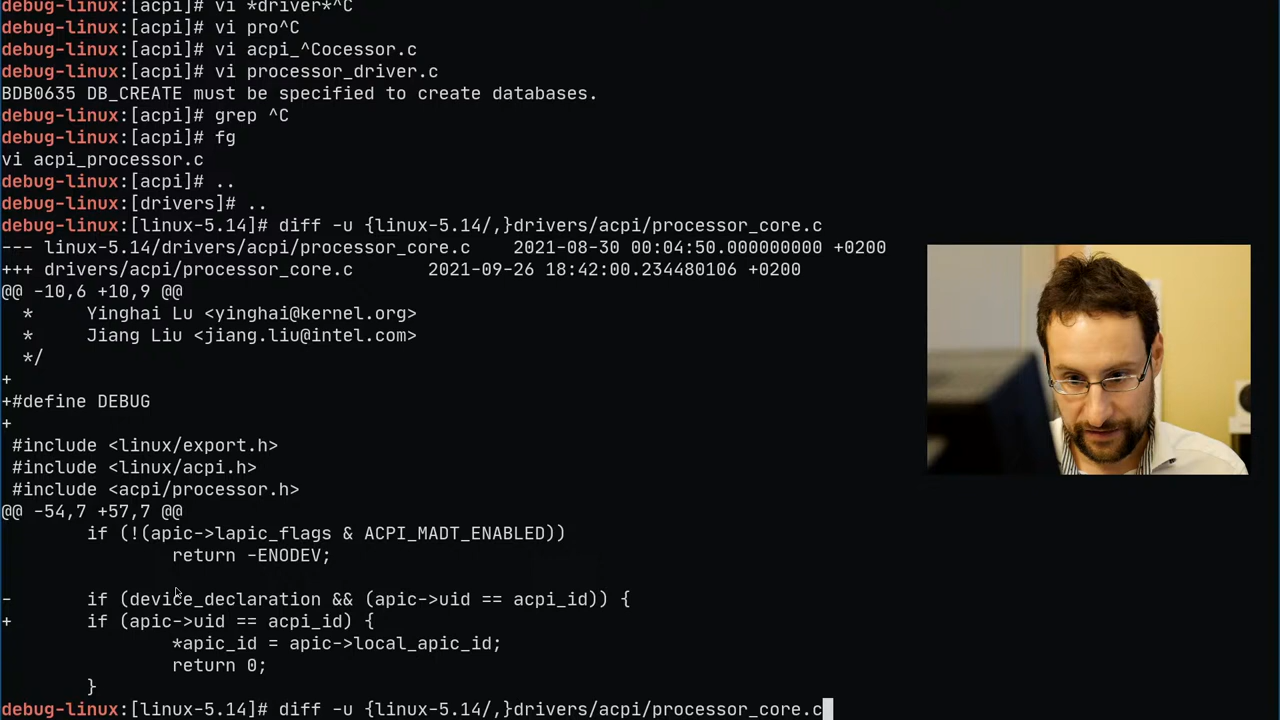 debug-linux:[acpi]# vi *driver*^C
debug-linux:[acpi]# vi pro^C
debug-linux:[acpi]# vi acpi_^Cocessor.c
debug-linux:[acpi]# vi processor_driver.c
BDB0635 DB_CREATE must be specified to create databases.
debug-linux:[acpi]# grep ^C
debug-linux:[acpi]# fg
vi acpi_processor.c
debug-linux:[acpi]# ..
debug-linux:[drivers]# ..
debug-linux:[linux-5.14]# diff -u {linux-5.14/,}drivers/acpi/processor_core.c
--- linux-5.14/drivers/acpi/processor_core.c    2021-08-30 00:04:50.000000000 +0200
+++ drivers/acpi/processor_core.c       2021-09-26 18:42:00.234480106 +0200
@@ -10,6 +10,9 @@
  *     Yinghai Lu <yinghai@kernel.org>
  *     Jiang Liu <jiang.liu@intel.com>
  */
+
+#define DEBUG
+
 #include <linux/export.h>
 #include <linux/acpi.h>
 #include <acpi/processor.h>
@@ -54,7 +57,7 @@
        if (!(apic->lapic_flags & ACPI_MADT_ENABLED))
                return -ENODEV;
-       if (device_declaration && (apic->uid == acpi_id)) {
+       if (apic->uid == acpi_id) {
                *apic_id = apic->local_apic_id;
                return 0;
        }
debug-linux:[linux-5.14]# diff -u {linux-5.14/,}drivers/acpi/processor_core.c